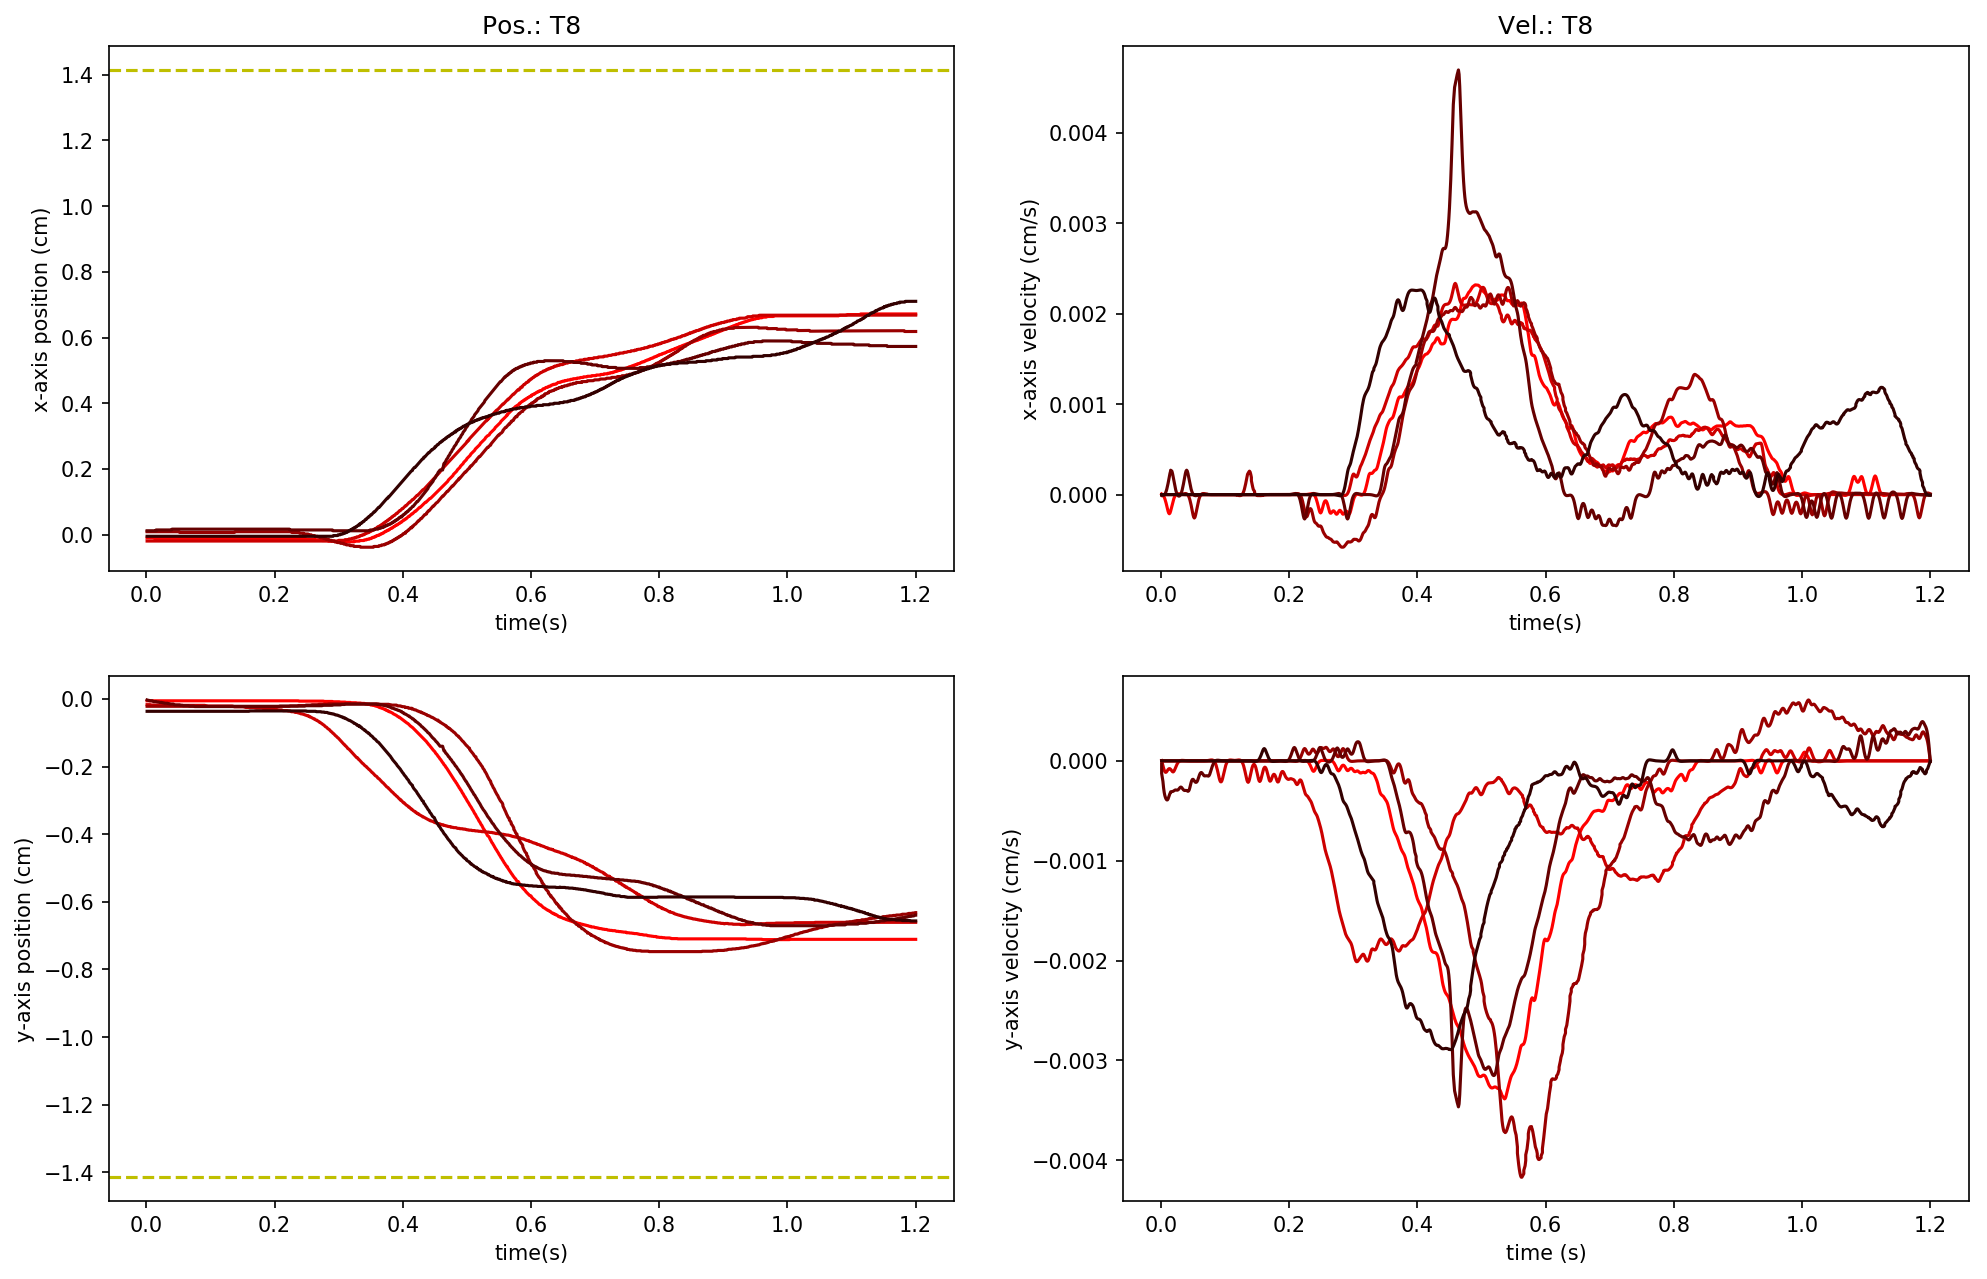 Pos.: T8
x-axis position (cm)
1.4
1.2
1.0
0.8
0.6
0.4
0.2
0.0
0.0 0.2 0.4 0.6 0.8 1.0 1.2
time(s)
Vel.: T8
x-axis velocity (cm/s)
0.004
0.003
0.002
0.001
0.000
0.0 0.2 0.4 0.6 0.8 1.0 1.2
time(s)
y-axis position (cm)
0.0
−0.2
−0.4
−0.6
−0.8
−1.0
−1.2
−1.4
0.0 0.2 0.4 0.6 0.8 1.0 1.2
time(s)
y-axis velocity (cm/s)
0.000
−0.001
−0.002
−0.003
−0.004
0.0 0.2 0.4 0.6 0.8 1.0 1.2
time (s)